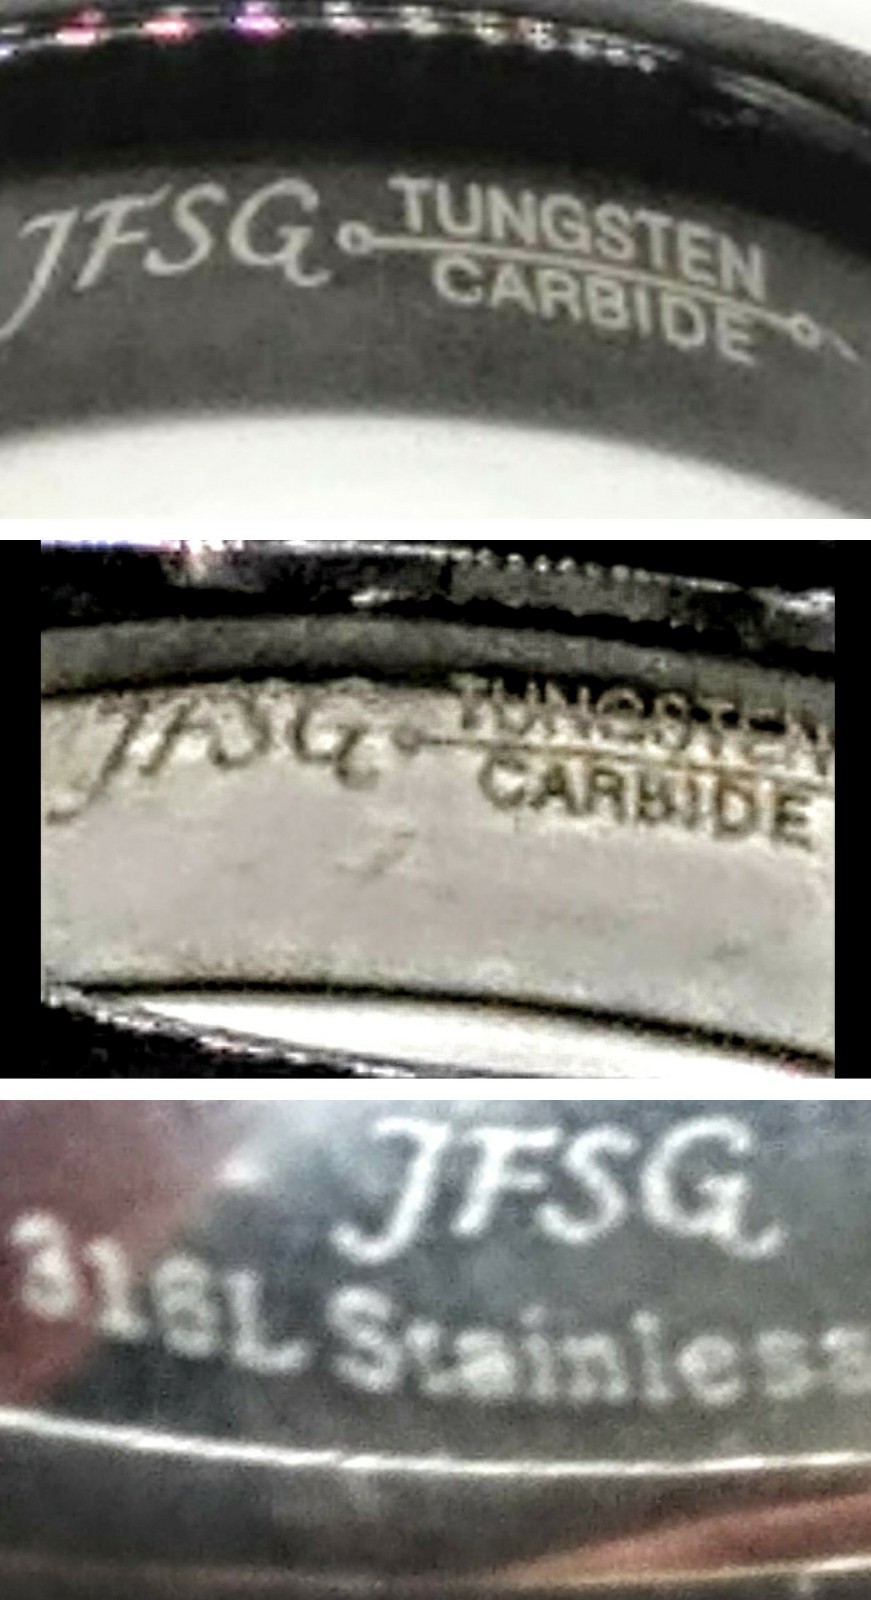 JFSG TUNGSTEN
CARBIDE
JFSG TUNGSTEN
CARBIDE
JFSG
316L Stainless